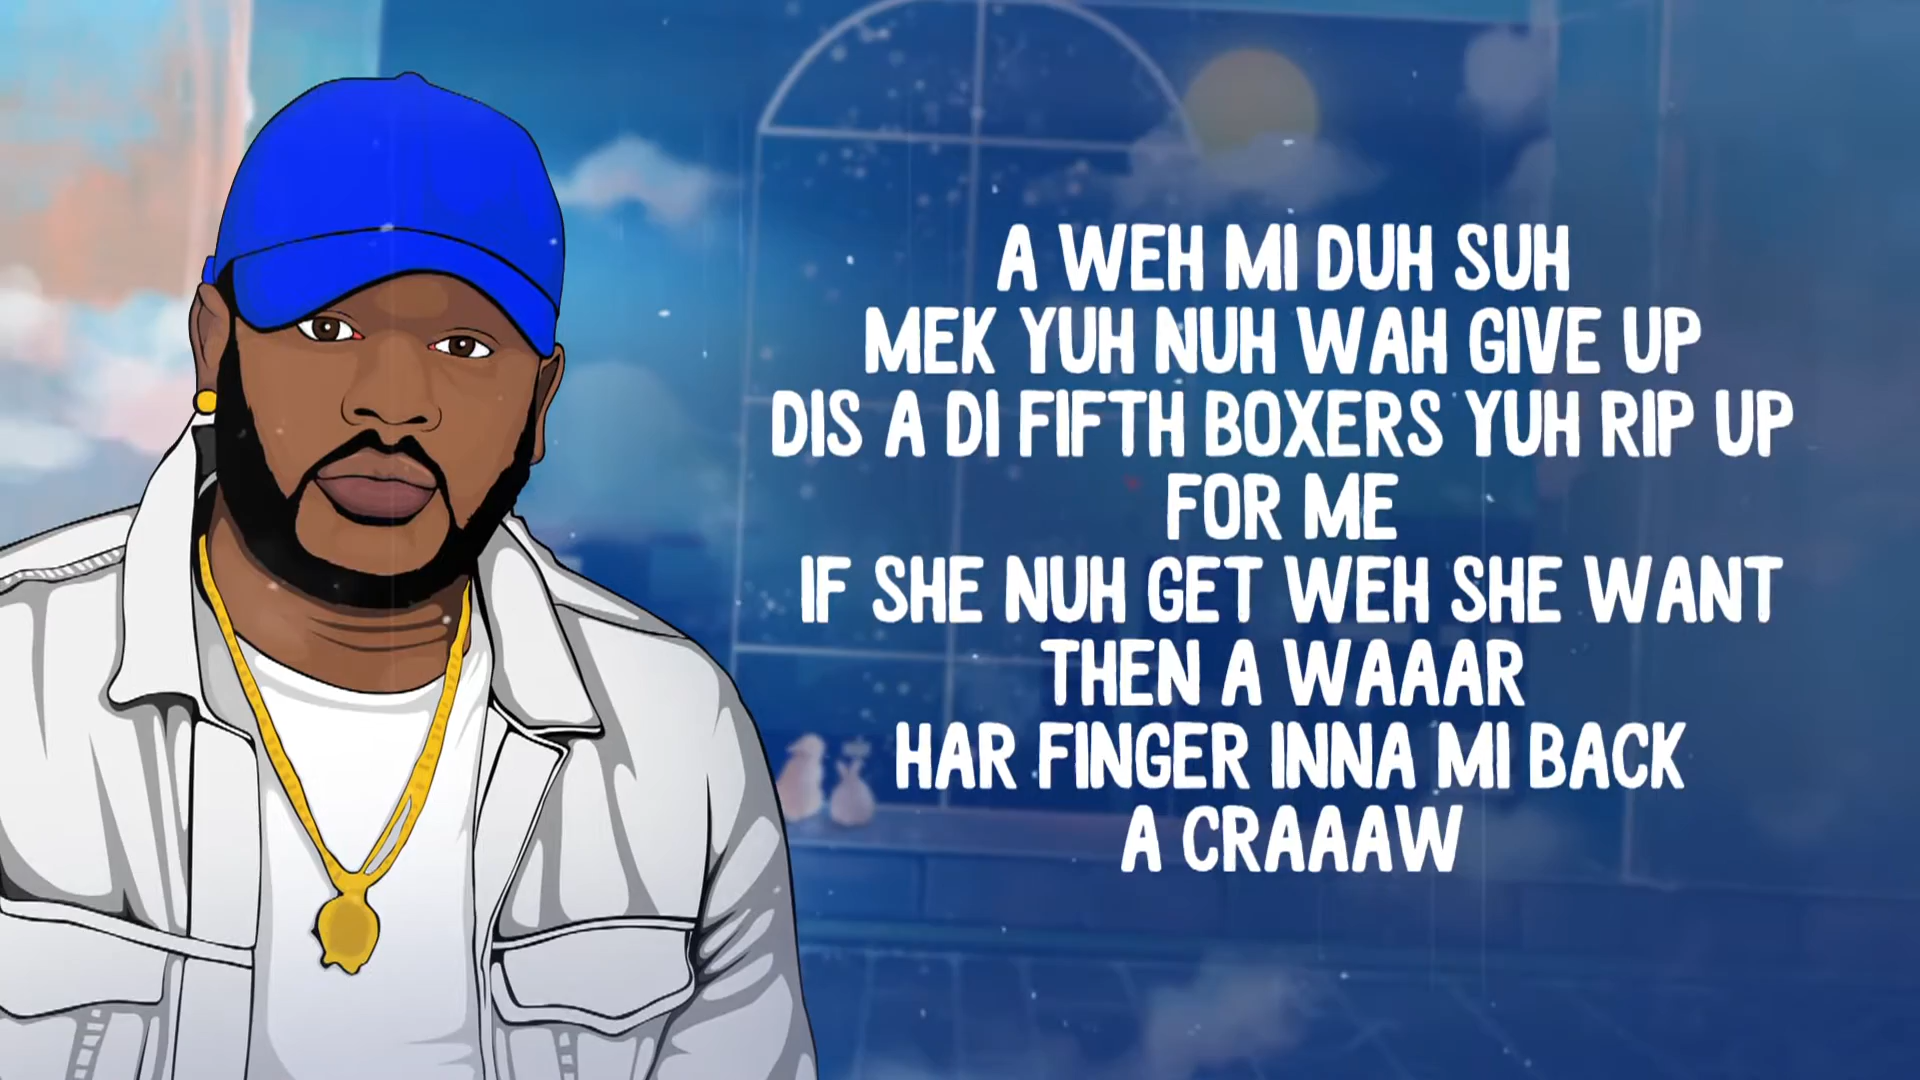 A WEH MI DUH SUH
MEK YUH NUH WAH GIVE UP
DIS A DI FIFTH BOXERS YUH RIP UP
FOR ME
IF SHE NUH GET WEH SHE WANT
THEN A WAAAR
HAR FINGER INNA MI BACK
A CRAAAW